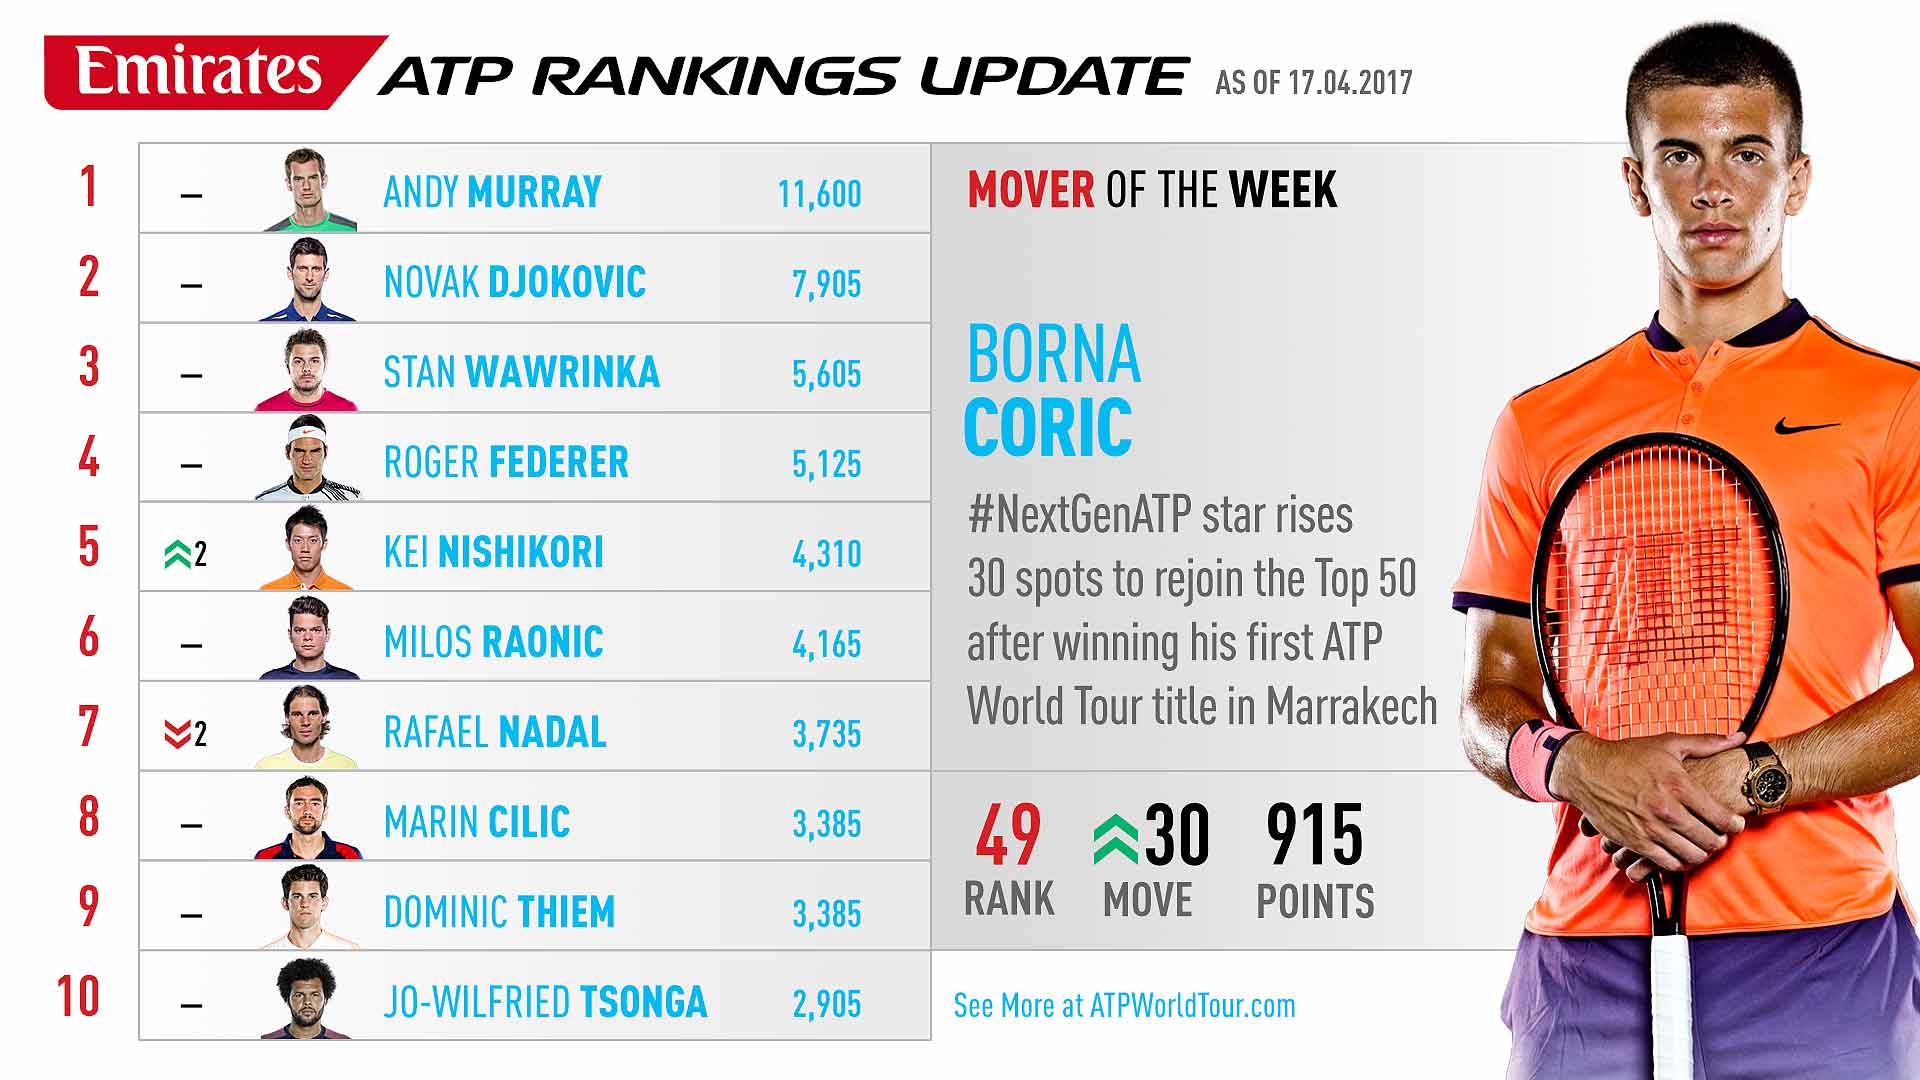 Emirates ATP RANKINGS UPDATE AS OF 17.04.2017
1 – ANDY MURRAY 11,600
2 – NOVAK DJOKOVIC 7,905
3 – STAN WAWRINKA 5,605
4 – ROGER FEDERER 5,125
5 2 KEI NISHIKORI 4,310
6 – MILOS RAONIC 4,165
7 2 RAFAEL NADAL 3,735
8 – MARIN CILIC 3,385
9 – DOMINIC THIEM 3,385
10 – JO-WILFRIED TSONGA 2,905
MOVER OF THE WEEK
BORNA
CORIC
#NextGenATP star rises
30 spots to rejoin the Top 50
after winning his first ATP
World Tour title in Marrakech
49 30 915
RANK MOVE POINTS
See More at ATPWorldTour.com